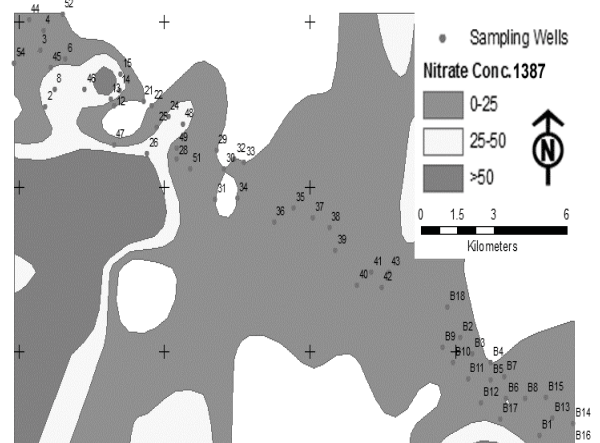 44
52
4
3
6
54
45
15
8
46
14
13
2
12
21
22
24
25
48
47
26
49
28
51
29
32
33
30
31
34
35
36
37
38
39
41
43
40
42
B18
B2
B9
B3
B10
B4
B11
B5
B7
B12
B6
B8
B15
B17
B13
B14
B1
B16
Sampling Wells
Nitrate Conc.1387
0-25
25-50
>50
N
0 1.5 3 6
Kilometers